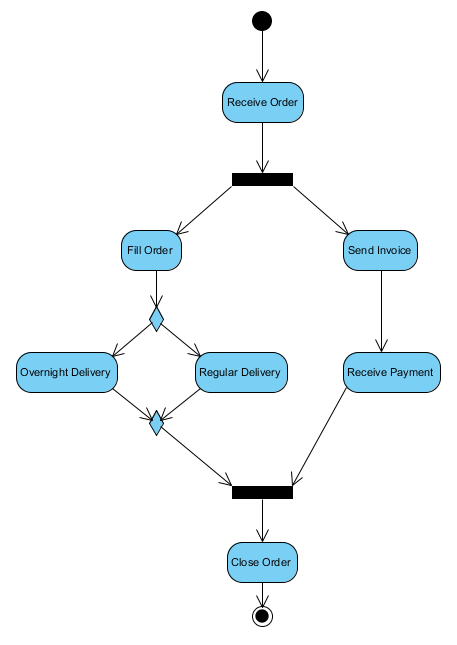 Receive Order
Fill Order
Send Invoice
Overnight Delivery
Regular Delivery
Receive Payment
Close Order